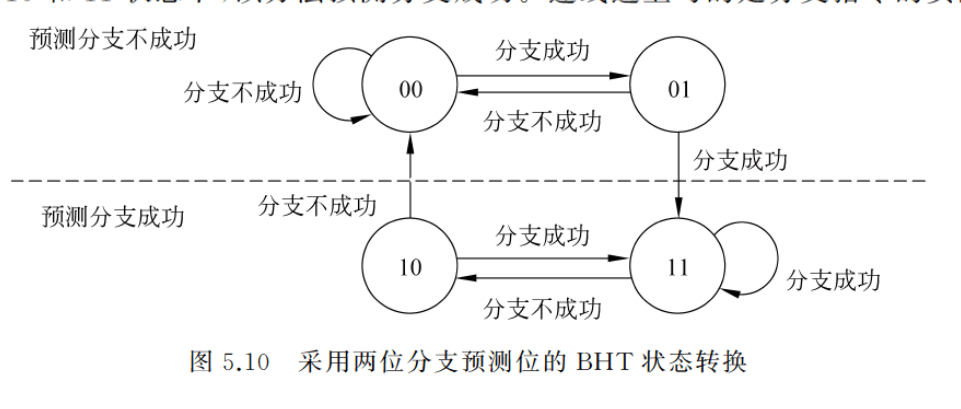 预测分支不成功
分支成功
分支不成功
00
01
分支不成功
分支成功
分支不成功
预测分支成功
分支成功
10
11
分支成功
分支不成功
图 5.10 采用两位分支预测位的 BHT 状态转换